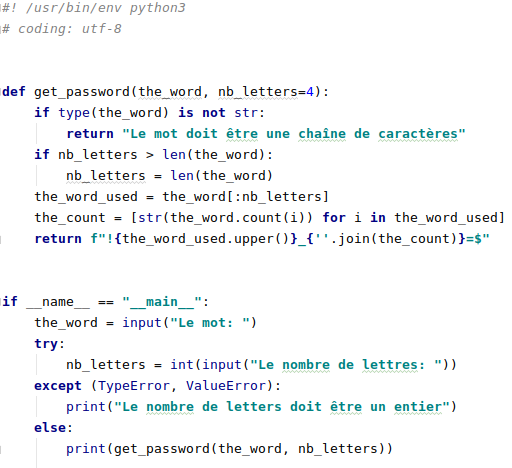 #! /usr/bin/env python3
# coding: utf-8
def get_password(the_word, nb_letters=4):
if type(the_word) is not str:
return "Le mot doit être une chaîne de caractères"
if nb_letters > len(the_word):
nb_letters = len(the_word)
the_word_used = the_word[:nb_letters]
the_count = [str(the_word.count(i)) for i in the_word_used]
return f"!{the_word_used.upper()}_{''.join(the_count)}=$"
if __name__ == "__main__":
the_word = input("Le mot: ")
try:
nb_letters = int(input("Le nombre de lettres: "))
except (TypeError, ValueError):
print("Le nombre de letters doit être un entier")
else:
print(get_password(the_word, nb_letters))